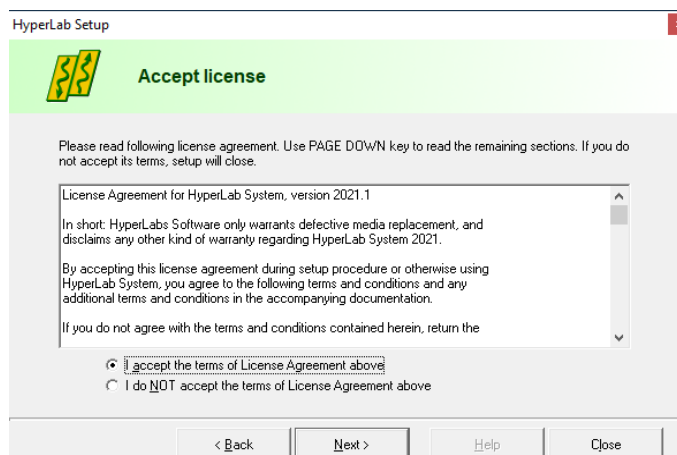 HyperLab Setup
Accept license
Please read following license agreement. Use PAGE DOWN key to read the remaining sections. If you do
not accept its terms, setup will close.
License Agreement for HyperLab System, version 2021.1
In short: HyperLabs Software only warrants defective media replacement, and
disclaims any other kind of warranty regarding HyperLab System 2021.
By accepting this license agreement during setup procedure or otherwise using
HyperLab System, you agree to the following terms and conditions and any
additional terms and conditions in the accompanying documentation.
If you do not agree with the terms and conditions contained herein, return the
I accept the terms of License Agreement above
I do NOT accept the terms of License Agreement above
< Back Next > Help Close